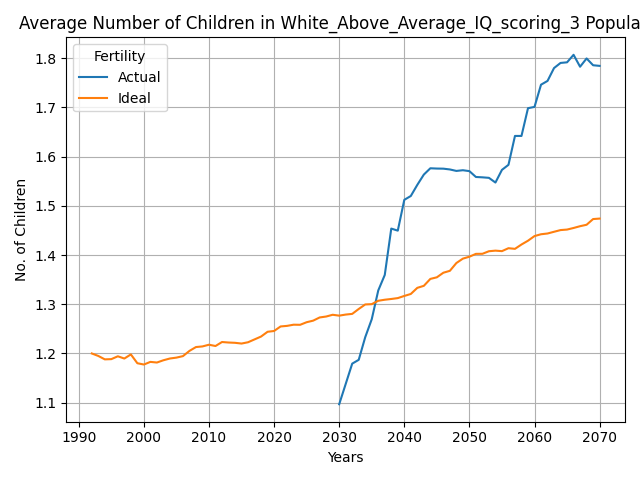 Average Number of Children in White_Above_Average_IQ_scoring_3 Popula
Fertility
Actual
Ideal
1.8
1.7
1.6
1.5
1.4
1.3
1.2
1.1
No. of Children
1990 2000 2010 2020 2030 2040 2050 2060 2070
Years